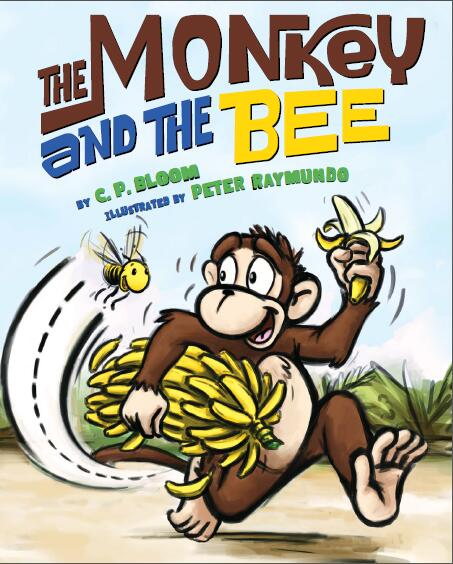 THE MONKEY
AND THE BEE
BY C. P. BLOOM
ILLUSTRATED BY PETER RAYMUNDO